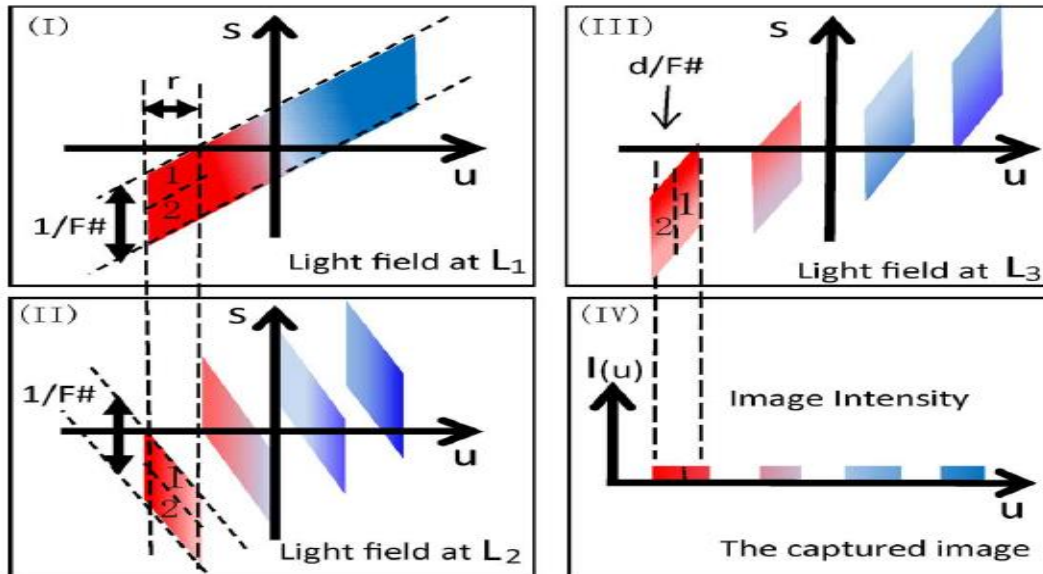 (I)
s
r
1
2
1/F#
u
Light field at L1
(III)
s
d/F#
u
1
2
Light field at L3
(II)
s
1/F#
u
1
2
Light field at L2
(IV)
I(u)
Image Intensity
u
The captured image